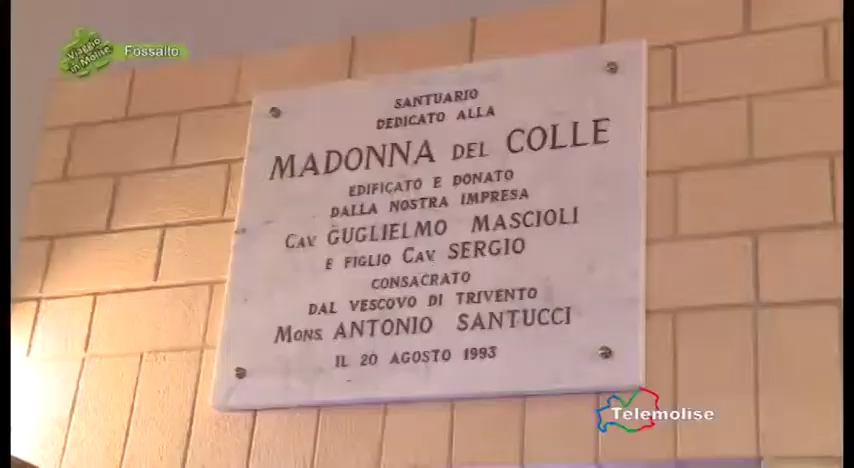 Viaggio
in Molise
Fossalto
SANTUARIO
DEDICATO ALLA
MADONNA DEL COLLE
EDIFICATO E DONATO
DALLA NOSTRA IMPRESA
CAV. GUGLIELMO MASCIOLI
E FIGLIO CAV. SERGIO
CONSACRATO
DAL VESCOVO DI TRIVENTO
MONS. ANTONIO SANTUCCI
IL 20 AGOSTO 1993
Telemolise